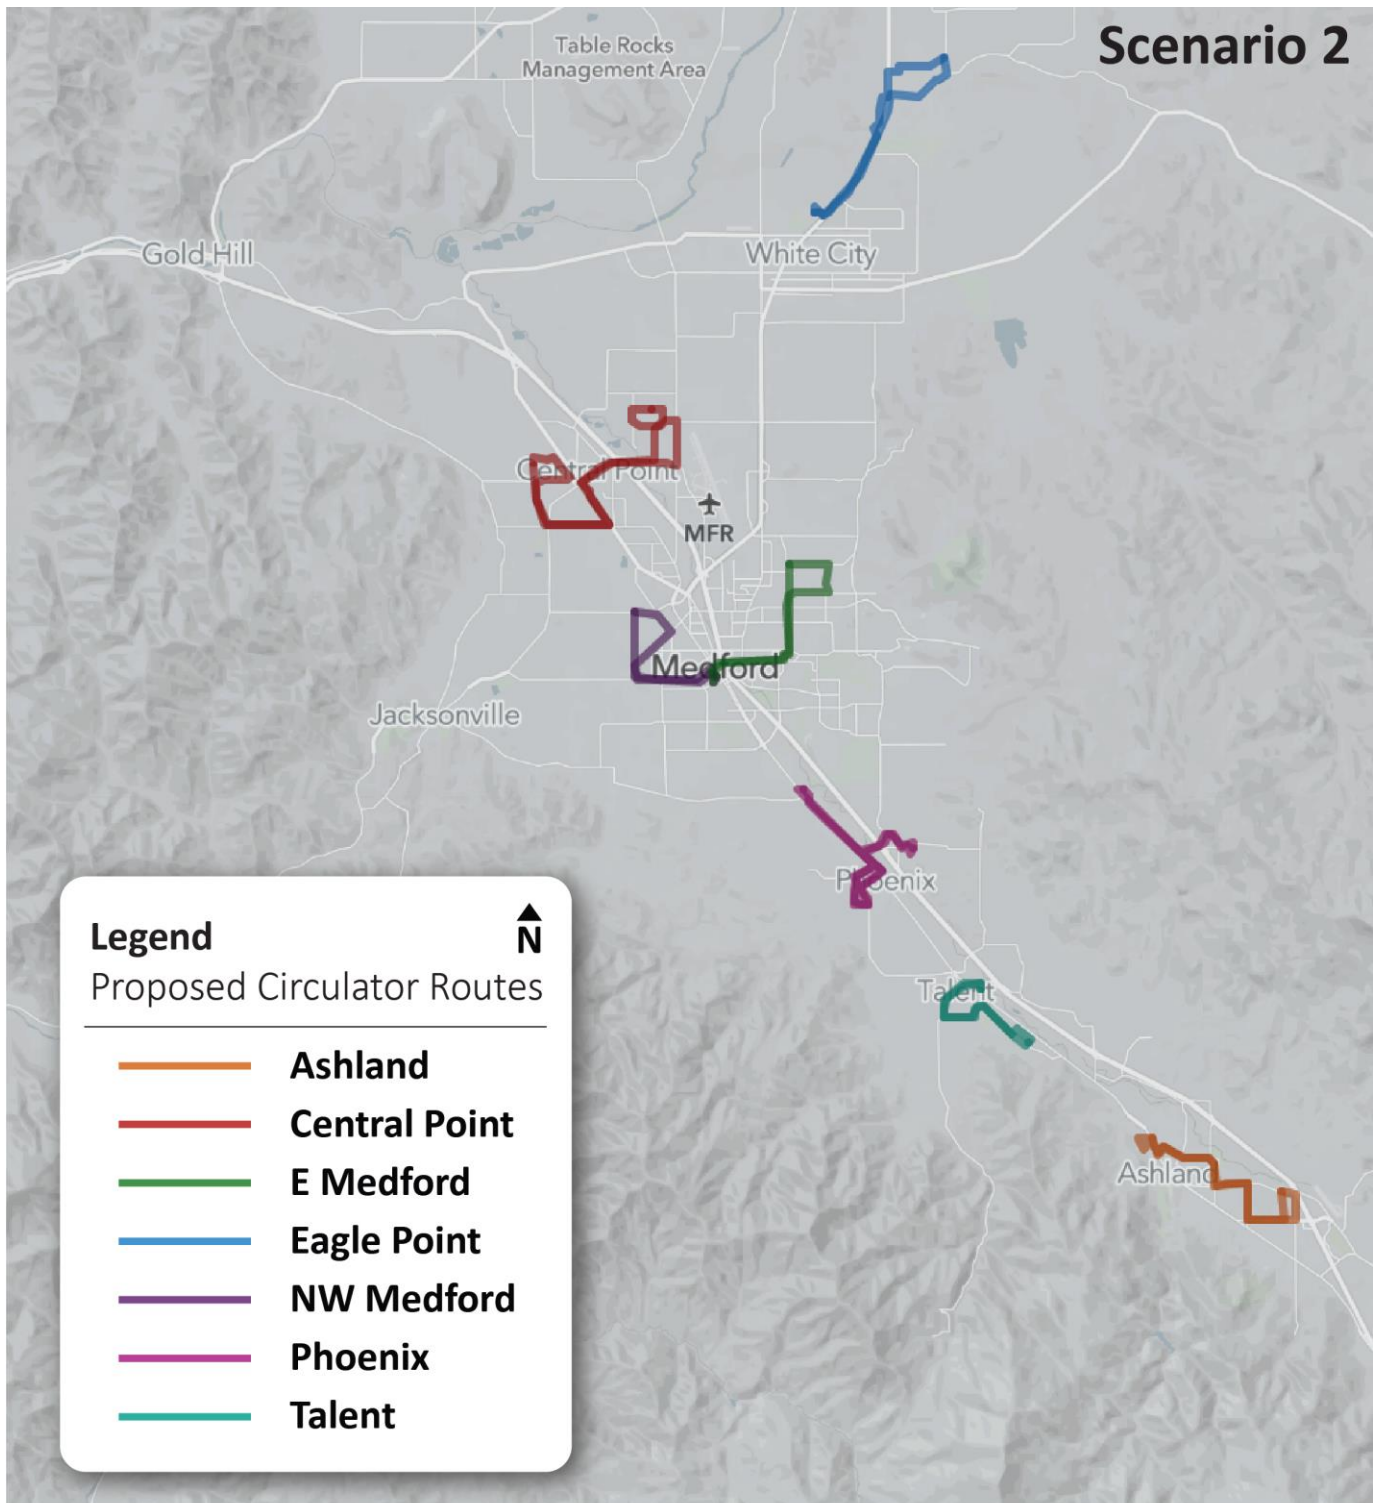 Scenario 2
Table Rocks
Management Area
Gold Hill
White City
Central Point
MFR
Medford
Jacksonville
Phoenix
Talent
Ashland
Legend
N
Proposed Circulator Routes
Ashland
Central Point
E Medford
Eagle Point
NW Medford
Phoenix
Talent